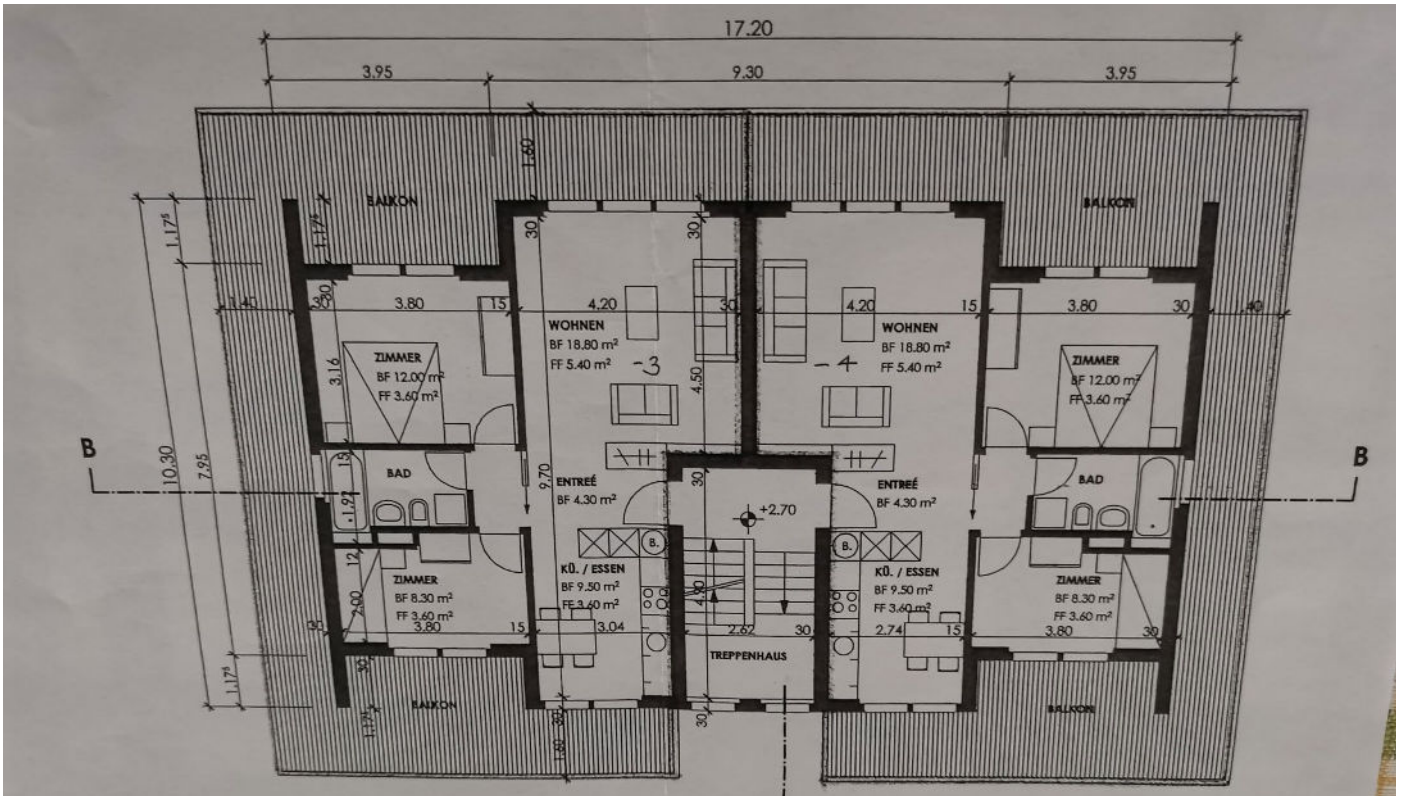 17.20
3.95
9.30
3.95
1.60
BALKON
BALKON
1.17⁵
1.17⁵
30
30
1.40
30
3.80
15
4.20
30
4.20
15
3.80
30
.40
WOHNEN
BF 18.80 m²
FF 5.40 m²
-3
WOHNEN
BF 18.80 m²
FF 5.40 m²
-4
ZIMMER
BF 12.00 m²
FF 3.60 m²
ZIMMER
BF 12.00 m²
FF 3.60 m²
3.16
4.50
B
B
10.30
7.95
15
BAD
BAD
9.70
ENTREÉ
BF 4.30 m²
ENTREÉ
BF 4.30 m²
30
1.92
+2.70
B.
B.
12
ZIMMER
BF 8.30 m²
FF 3.60 m²
KÜ. / ESSEN
BF 9.50 m²
FF 3.60 m²
KÜ. / ESSEN
BF 9.50 m²
FF 3.60 m²
ZIMMER
BF 8.30 m²
FF 3.60 m²
2.00
4.90
30
3.80
15
3.04
2.62
30
2.74
15
3.80
30
TREPPENHAUS
1.17⁵
30
1.17⁵
BALKON
BALKON
30
30
1.60